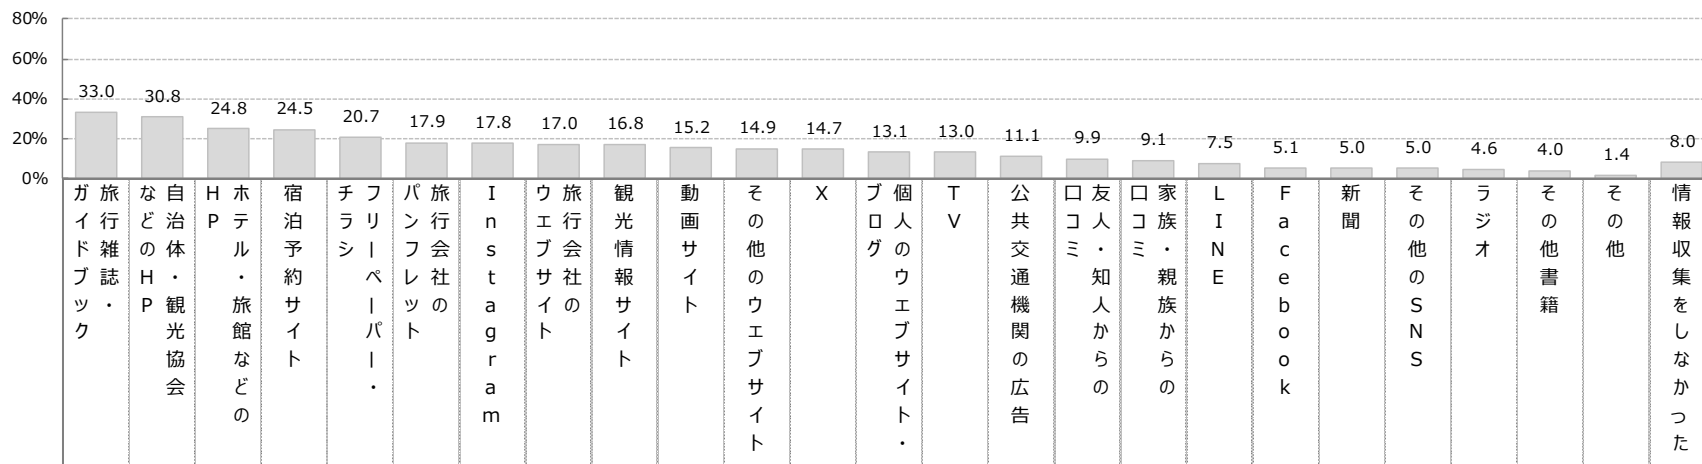 80%
60%
40%
20%
0%
33.0
30.8
24.8
24.5
20.7
17.9
17.8
17.0
16.8
15.2
14.9
14.7
13.1
13.0
11.1
9.9
9.1
7.5
5.1
5.0
5.0
4.6
4.0
1.4
8.0
旅行雑誌・
ガイドブック
自治体・観光協会
などのHP
ホテル・旅館などの
HP
宿泊予約サイト
フリーペーパー・
チラシ
旅行会社の
パンフレット
Instagram
旅行会社の
ウエブサイト
観光情報サイト
動画サイト
その他のウエブサイト
X
個人のウエブサイト・
ブログ
TV
公共交通機関の広告
友人・知人からの
口コミ
家族・親族からの
口コミ
LINE
Facebook
新聞
その他のSNS
ラジオ
その他書籍
その他
情報収集をしなかった